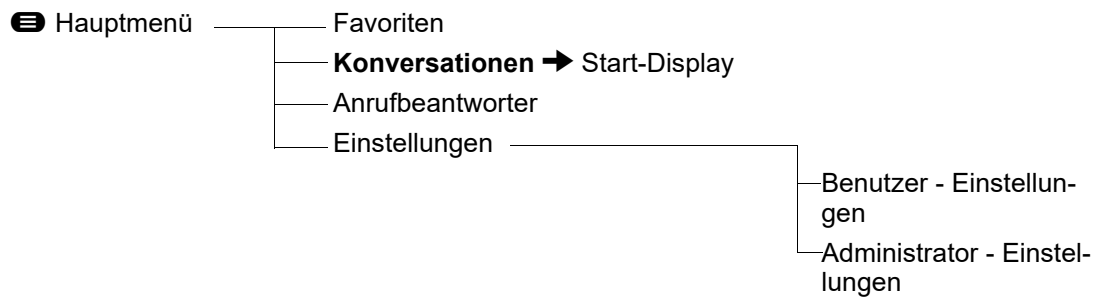 Hauptmenü Favoriten
Konversationen ➔ Start-Display
Anrufbeantworter
Einstellungen
Benutzer - Einstellun-
gen
Administrator - Einstel-
lungen